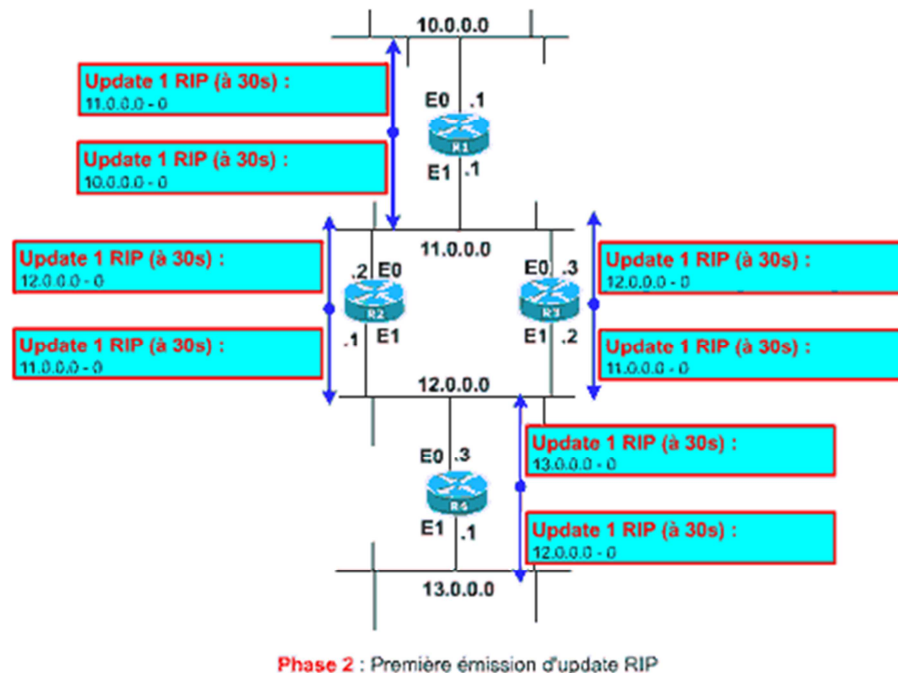 10.0.0.0
Update 1 RIP (à 30s) :
11.0.0.0 - 0
E0 .1
R1
Update 1 RIP (à 30s) :
10.0.0.0 - 0
E1 .1
11.0.0.0
Update 1 RIP (à 30s) :
12.0.0.0 - 0
.2 E0
R2
.1 E1
Update 1 RIP (à 30s) :
11.0.0.0 - 0
E0 .3
R3
E1 .2
Update 1 RIP (à 30s) :
12.0.0.0 - 0
Update 1 RIP (à 30s) :
11.0.0.0 - 0
12.0.0.0
E0 .3
R4
E1 .1
Update 1 RIP (à 30s) :
13.0.0.0 - 0
Update 1 RIP (à 30s) :
12.0.0.0 - 0
13.0.0.0
Phase 2 : Première émission d'update RIP